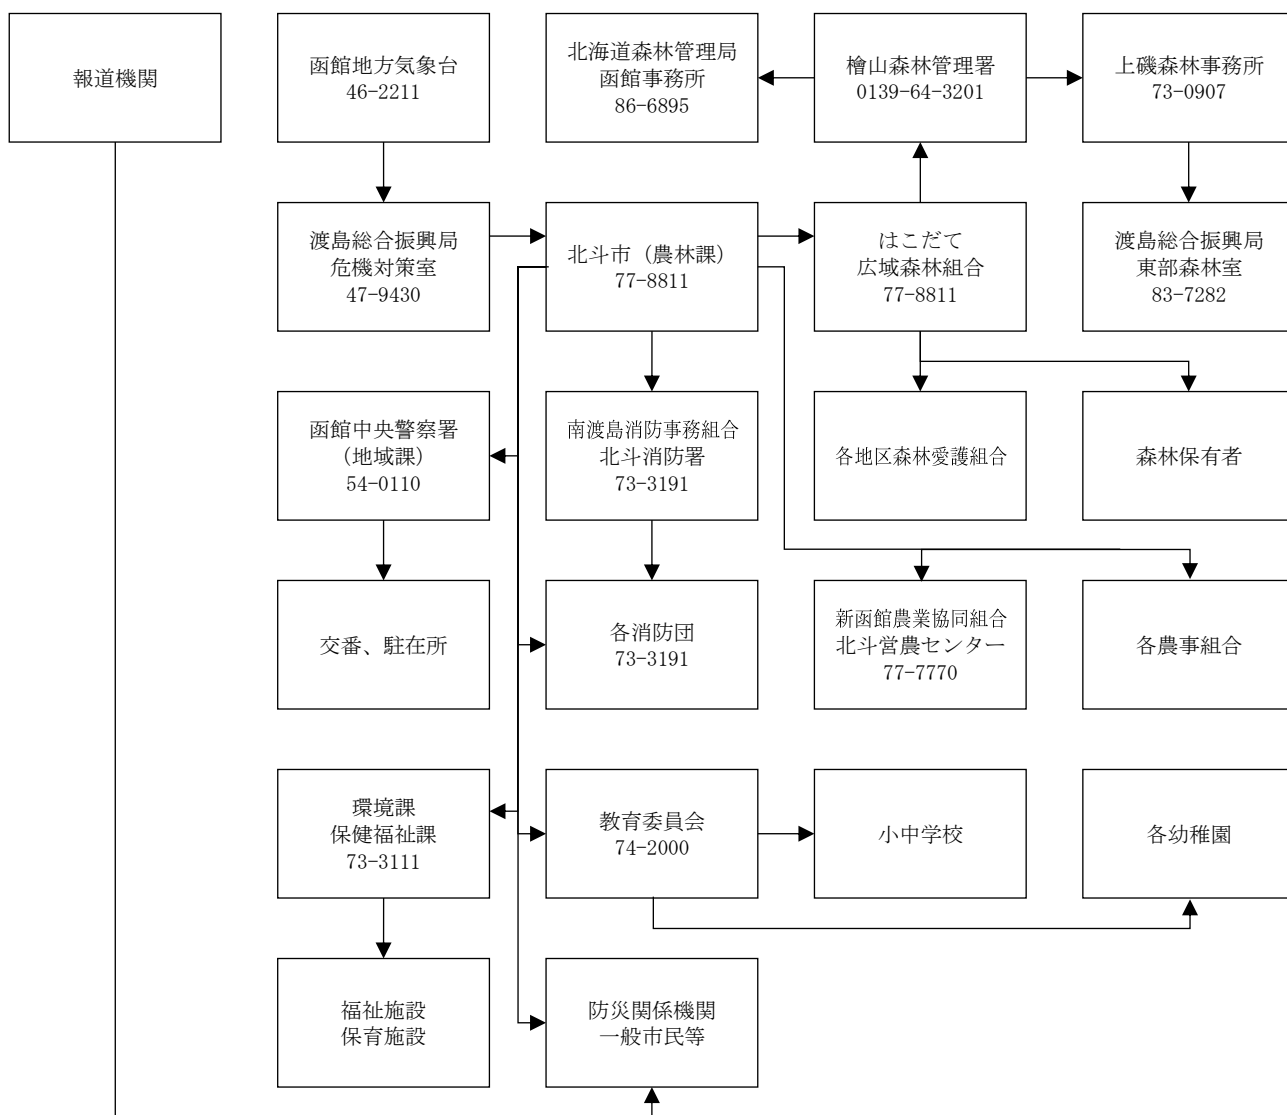 報道機関
函館地方気象台
46-2211
北海道森林管理局
函館事務所
86-6895
檜山森林管理署
0139-64-3201
上磯森林事務所
73-0907
渡島総合振興局
危機対策室
47-9430
北斗市（農林課）
77-8811
はこだて
広域森林組合
77-8811
渡島総合振興局
東部森林室
83-7282
函館中央警察署
（地域課）
54-0110
南渡島消防事務組合
北斗消防署
73-3191
各地区森林愛護組合
森林保有者
交番、駐在所
各消防団
73-3191
新函館農業協同組合
北斗営農センター
77-7770
各農事組合
環境課
保健福祉課
73-3111
教育委員会
74-2000
小中学校
各幼稚園
福祉施設
保育施設
防災関係機関
一般市民等